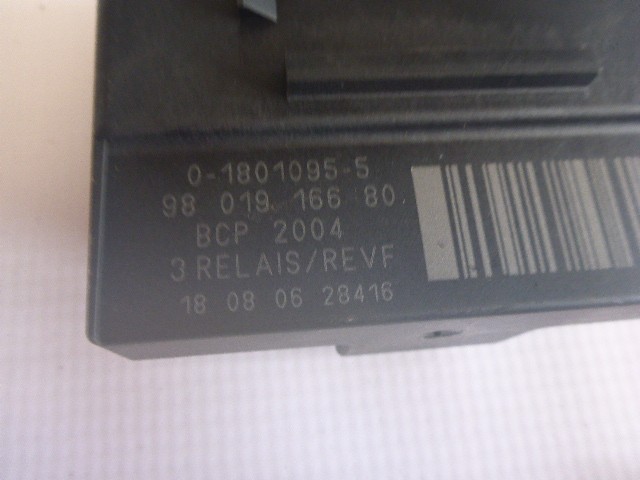 0-1801095-5
98 019 166 80
BCP 2004
3 RELAIS/REVF
18 08 06 28416